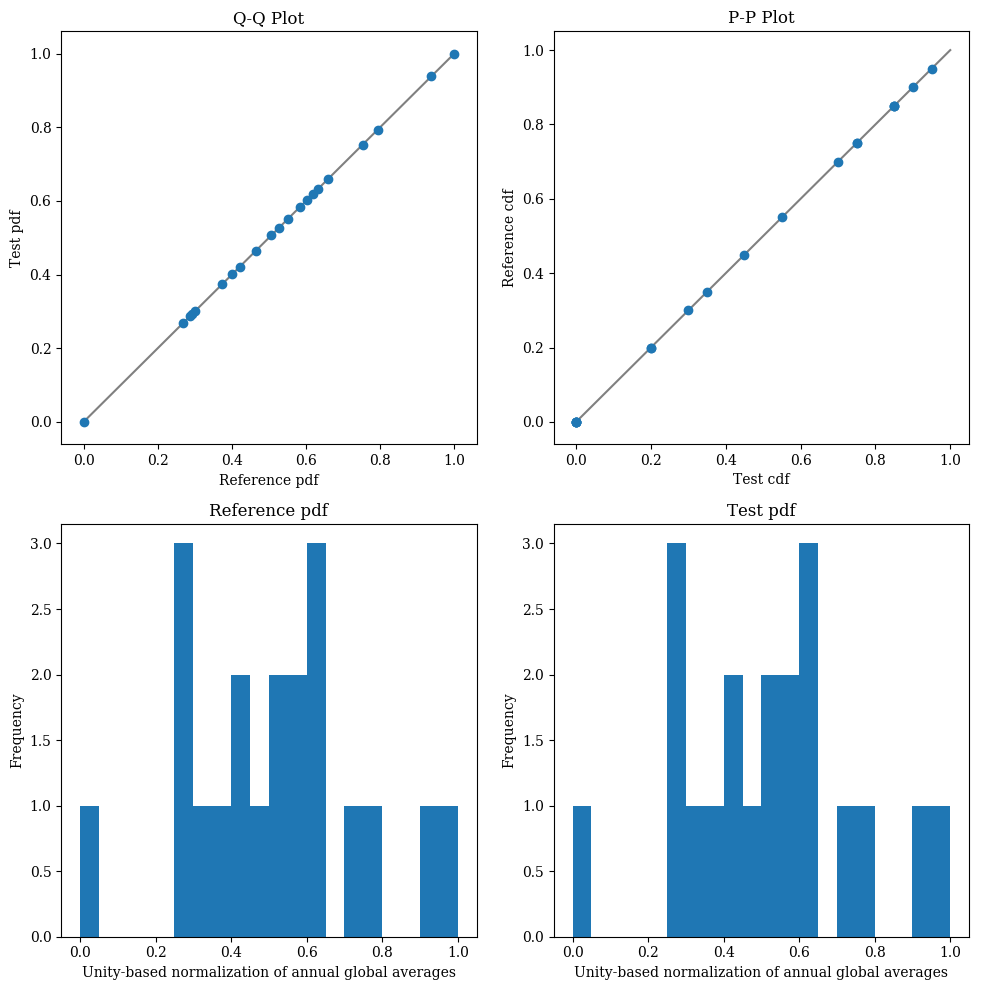 Q-Q Plot
1.0
0.8
0.6
0.4
0.2
0.0
Test pdf
0.0 0.2 0.4 0.6 0.8 1.0
Reference pdf
P-P Plot
1.0
0.8
0.6
0.4
0.2
0.0
Reference cdf
0.0 0.2 0.4 0.6 0.8 1.0
Test cdf
Reference pdf
3.0
2.5
2.0
1.5
1.0
0.5
0.0
Frequency
0.0 0.2 0.4 0.6 0.8 1.0
Unity-based normalization of annual global averages
Test pdf
3.0
2.5
2.0
1.5
1.0
0.5
0.0
Frequency
0.0 0.2 0.4 0.6 0.8 1.0
Unity-based normalization of annual global averages